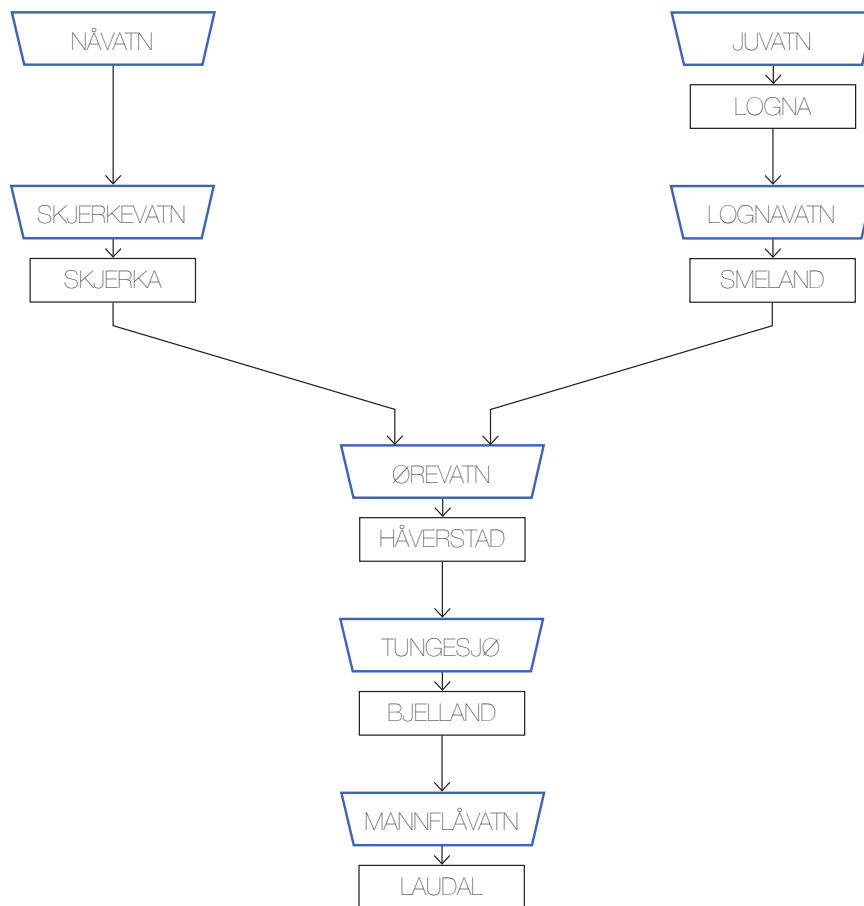 NÅVATN
JUVATN
LOGNA
SKJERKEVATN
LOGNAVATN
SKJERKA
SMELAND
ØREVATN
HÅVERSTAD
TUNGESJØ
BJELLAND
MANNFLÅVATN
LAUDAL